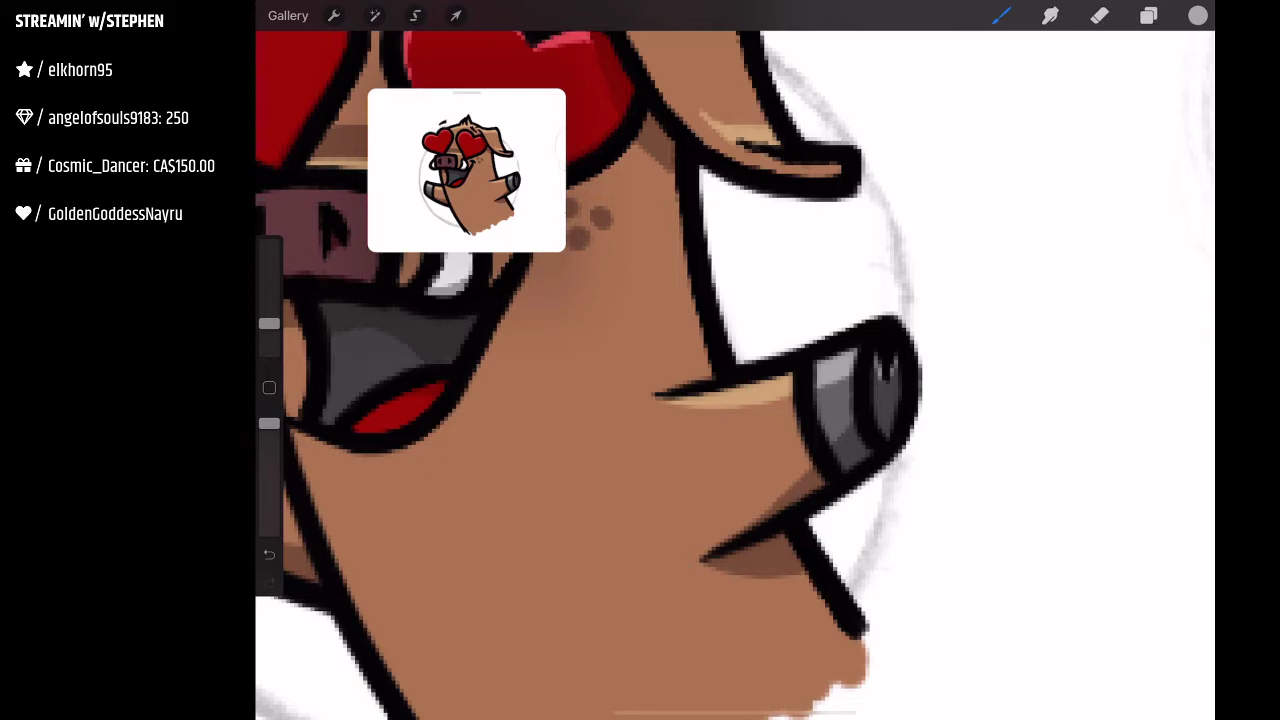 STREAMIN' w/STEPHEN
/ elkhorn95
/ angelofsouls9183: 250
/ Cosmic_Dancer: CA$150.00
/ GoldenGoddessNayru
Gallery